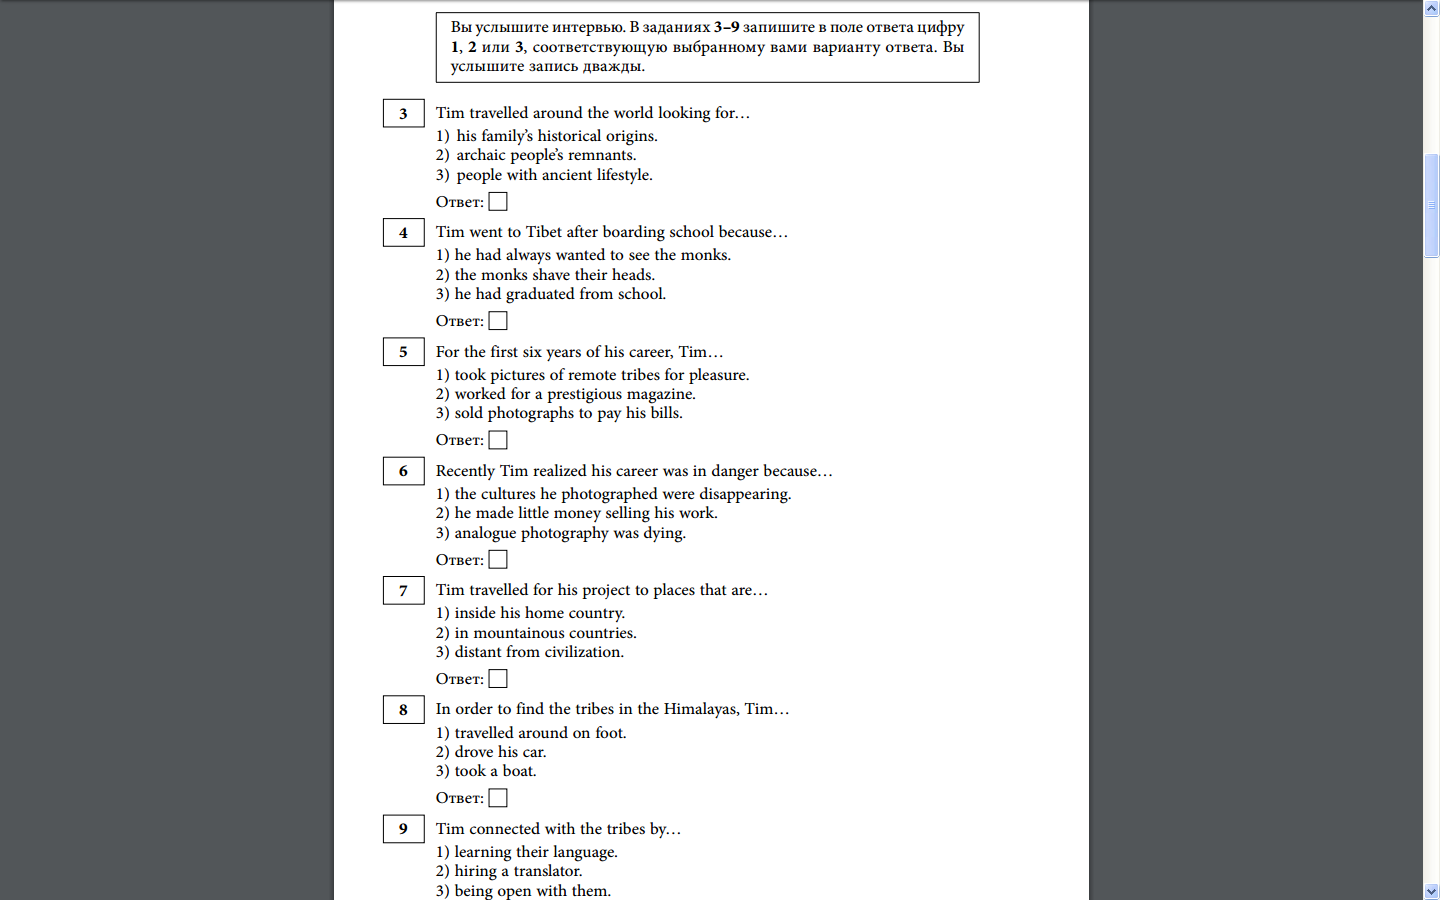 Вы услышите интервью. В заданиях 3–9 запишите в поле ответа цифру
1, 2 или 3, соответствующую выбранному вами варианту ответа. Вы
услышите запись дважды.
3 Tim travelled around the world looking for…
1) his family’s historical origins.
2) archaic people’s remnants.
3) people with ancient lifestyle.
Ответ:
4 Tim went to Tibet after boarding school because…
1) he had always wanted to see the monks.
2) the monks shave their heads.
3) he had graduated from school.
Ответ:
5 For the first six years of his career, Tim…
1) took pictures of remote tribes for pleasure.
2) worked for a prestigious magazine.
3) sold photographs to pay his bills.
Ответ:
6 Recently Tim realized his career was in danger because…
1) the cultures he photographed were disappearing.
2) he made little money selling his work.
3) analogue photography was dying.
Ответ:
7 Tim travelled for his project to places that are…
1) inside his home country.
2) in mountainous countries.
3) distant from civilization.
Ответ:
8 In order to find the tribes in the Himalayas, Tim…
1) travelled around on foot.
2) drove his car.
3) took a boat.
Ответ:
9 Tim connected with the tribes by…
1) learning their language.
2) hiring a translator.
3) being open with them.